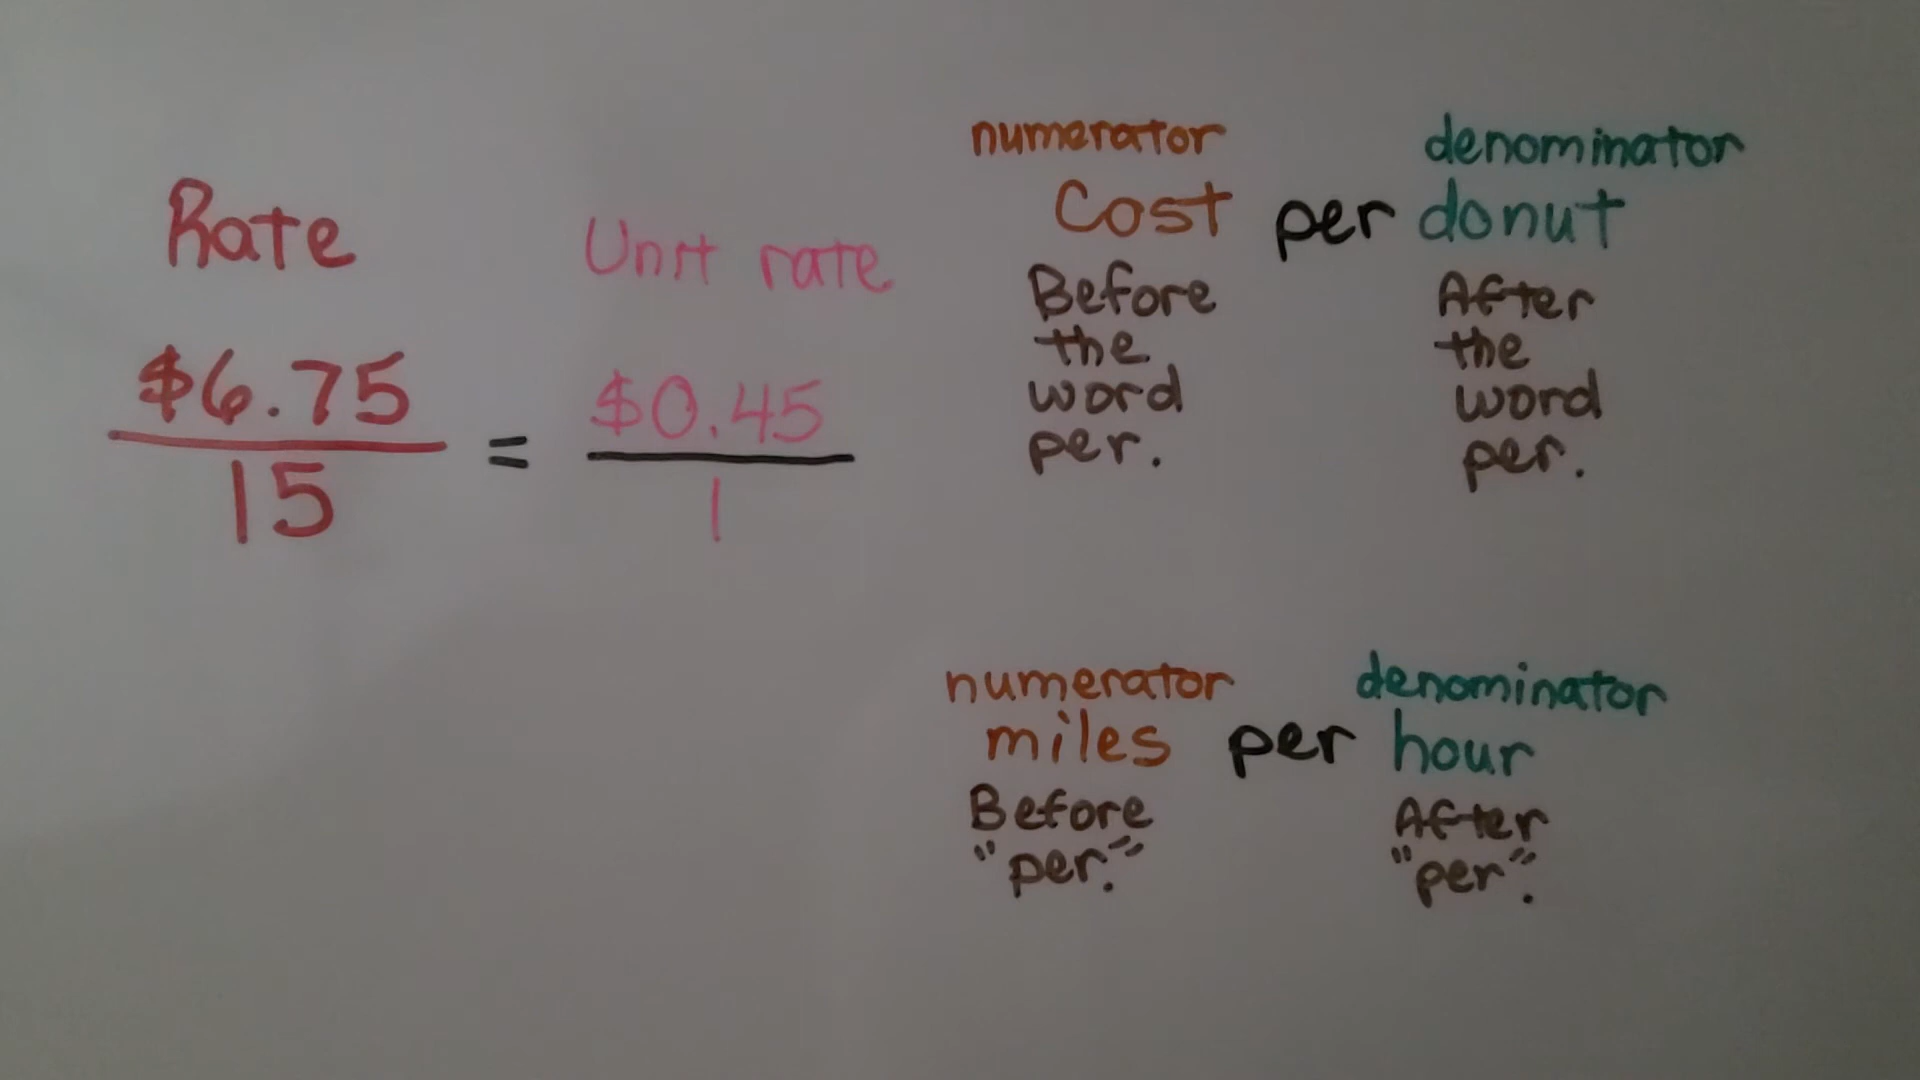 Rate
$6.75
15
=
Unit rate
$0.45
1
numerator denominator
Cost per donut
Before
the
word
per.
After
the
word
per.
numerator denominator
miles per hour
Before
"per."
After
"per".